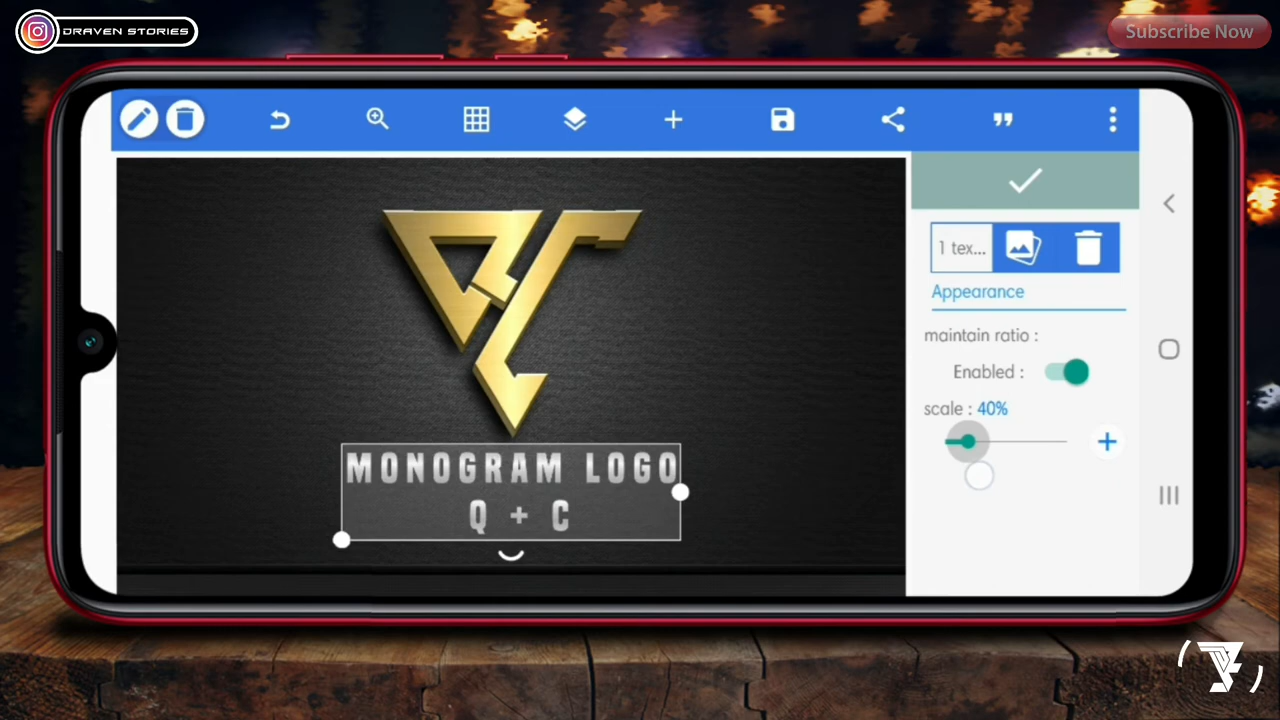 DRAVEN STORIES
Subscribe Now
1 tex...
Appearance
maintain ratio :
Enabled :
scale : 40%
MONOGRAM LOGO
Q + C